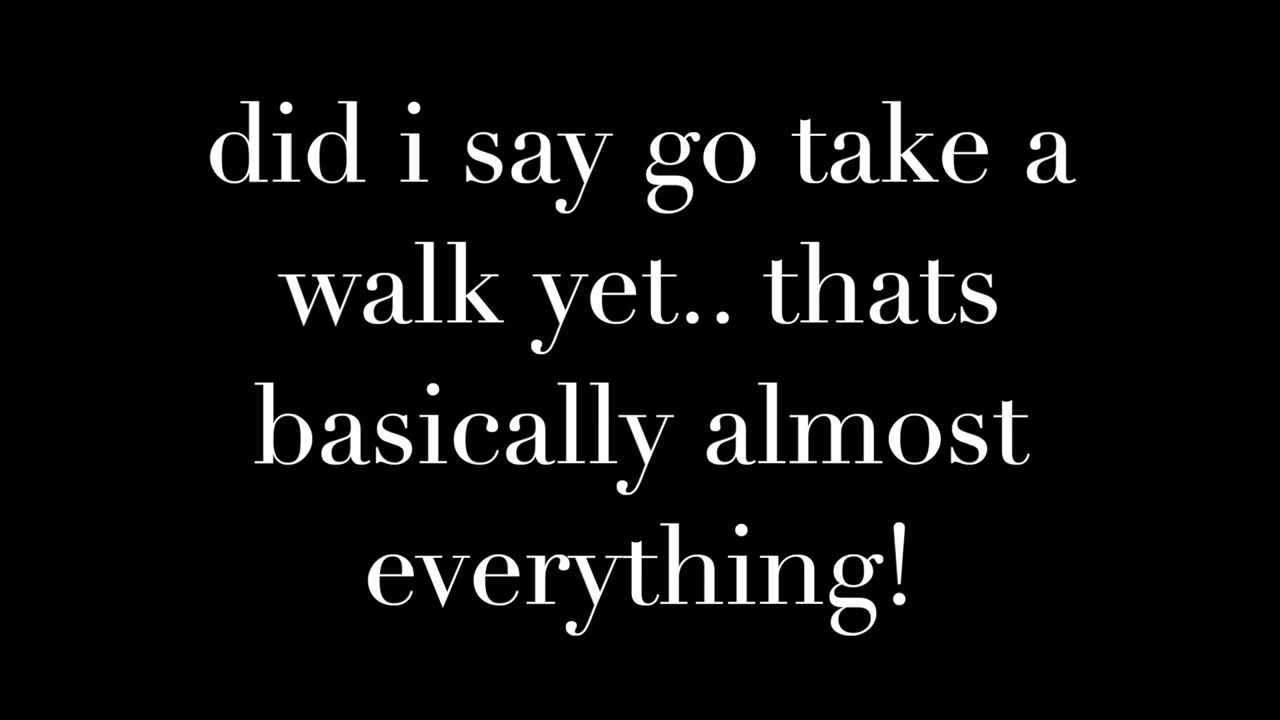 did i say go take a
walk yet.. thats
basically almost
everything!